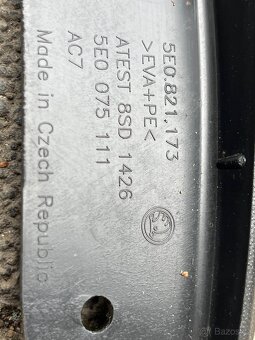 5E0.821.173
>EVA+PE<
ATEST 8SD 1426
5E0 075 111
AC7
Made in Czech Republic
Bazoš